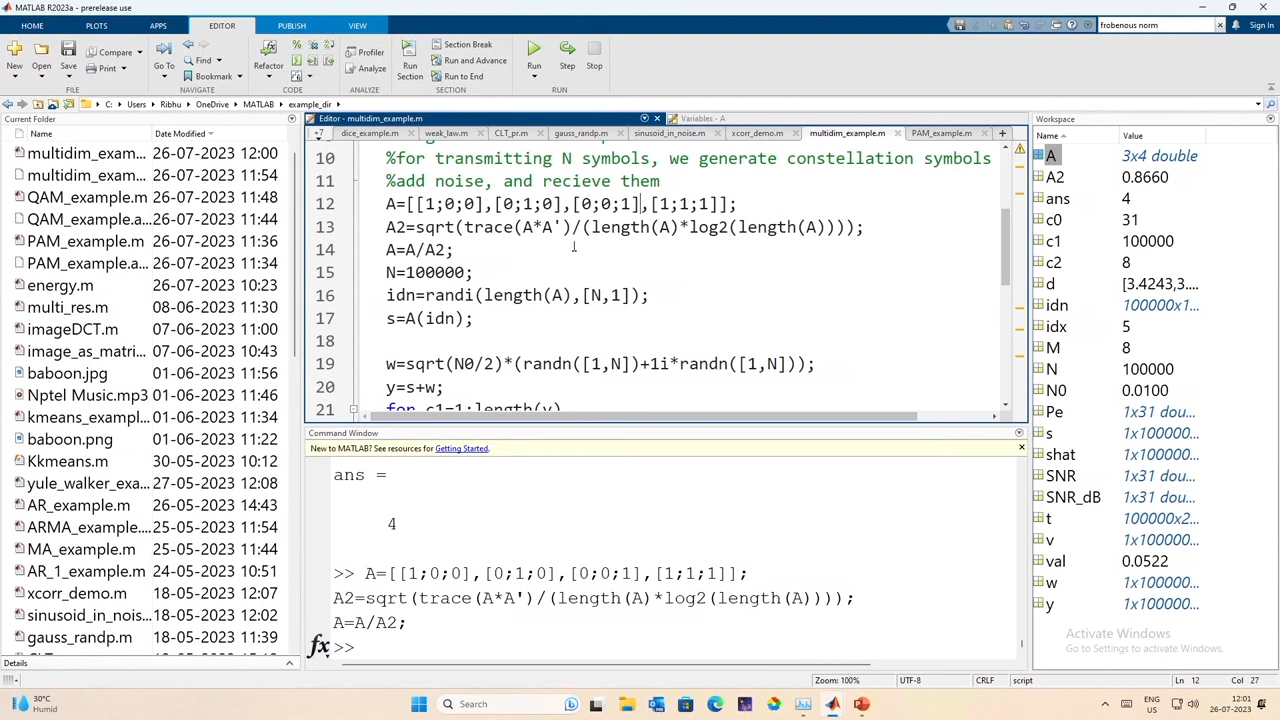 MATLAB R2023a - prerelease use
HOME PLOTS APPS EDITOR PUBLISH VIEW
frobenous norm
Sign In
New Open Save Compare Print
Go To Find Bookmark
Refactor
Profiler Analyze
Run Section
Section Break
Run and Advance
Run to End
Run Step Stop
FILE NAVIGATE CODE ANALYZE SECTION RUN
C: Users Ribhu OneDrive MATLAB example_dir
Current Folder
Name Date Modified
multidim_exam... 26-07-2023 12:00
multidim_exam... 26-07-2023 11:54
QAM_example.m 26-07-2023 11:48
QAM_example.a... 26-07-2023 11:44
PAM_example.m 26-07-2023 11:36
PAM_example.a... 26-07-2023 11:34
energy.m 26-07-2023 10:23
multi_res.m 08-06-2023 11:30
imageDCT.m 07-06-2023 11:34
image_as_matri... 07-06-2023 10:43
baboon.jpg 07-06-2023 11:56
Nptel Music.mp3 01-06-2023 11:46
kmeans_exampl... 01-06-2023 11:34
baboon.png 01-06-2023 11:22
Kkmeans.m 30-05-2023 10:12
yule_walker_exa... 27-05-2023 12:08
AR_example.m 26-05-2023 14:43
ARMA_example.... 25-05-2023 11:54
MA_example.m 25-05-2023 11:44
AR_1_example.m 24-05-2023 10:51
xcorr_demo.m 18-05-2023 12:07
sinusoid_in_nois... 18-05-2023 12:02
gauss_randp.m 17-05-2023 11:39
Details
Editor - multidim_example.m
Variables - A
+7 dice_example.m weak_law.m CLT_pr.m gauss_randp.m sinusoid_in_noise.m xcorr_demo.m multidim_example.m PAM_example.m
10 %for transmitting N symbols, we generate constellation symbols
11 %add noise, and recieve them
12 A=[[1;0;0],[0;1;0],[0;0;1],[1;1;1]];
13 A2=sqrt(trace(A*A')/(length(A)*log2(length(A))));
14 A=A/A2;
15 N=100000;
16 idn=randi(length(A),[N,1]);
17 s=A(idn);
18
19 w=sqrt(N0/2)*(randn([1,N])+1i*randn([1,N]));
20 y=s+w;
21 for c1=1:length(y)
Command Window
New to MATLAB? See resources for Getting Started.
ans =
4
>> A=[[1;0;0],[0;1;0],[0;0;1],[1;1;1]];
A2=sqrt(trace(A*A')/(length(A)*log2(length(A))));
A=A/A2;
fx >>
Workspace
Name Value
A 3x4 double
A2 0.8660
ans 4
c0 31
c1 100000
c2 8
d [3.4243,3....
idn 100000x1...
idx 5
M 8
N 100000
N0 0.0100
Pe 1x31 dou...
s 1x100000...
shat 1x100000...
SNR 1x31 dou...
SNR_dB 1x31 dou...
t 100000x2...
v 1x100000...
val 0.0522
w 1x100000...
y 1x100000...
Activate Windows
Go to Settings to activate Windows.
Zoom: 100% UTF-8 CRLF script Ln 12 Col 27
30°C
Humid
Search
ENG
US
12:01
26-07-2023